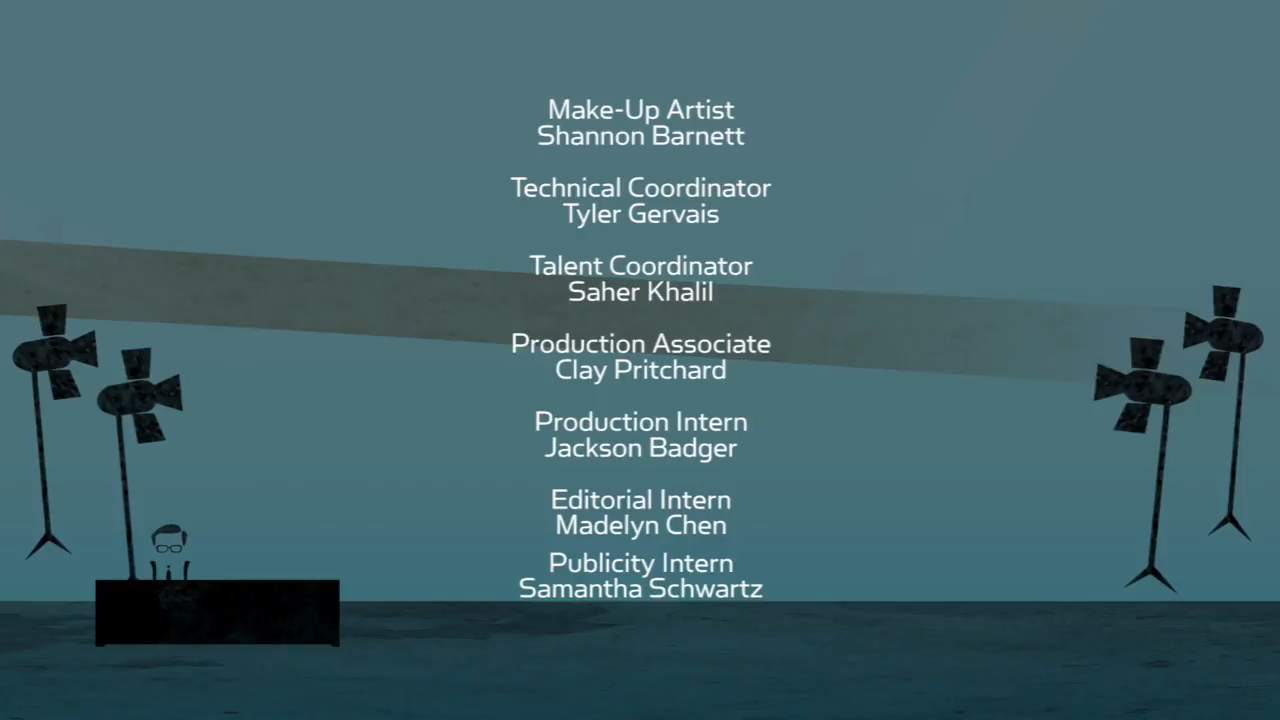 Make-Up Artist
Shannon Barnett
Technical Coordinator
Tyler Gervais
Talent Coordinator
Saher Khalil
Production Associate
Clay Pritchard
Production Intern
Jackson Badger
Editorial Intern
Madelyn Chen
Publicity Intern
Samantha Schwartz